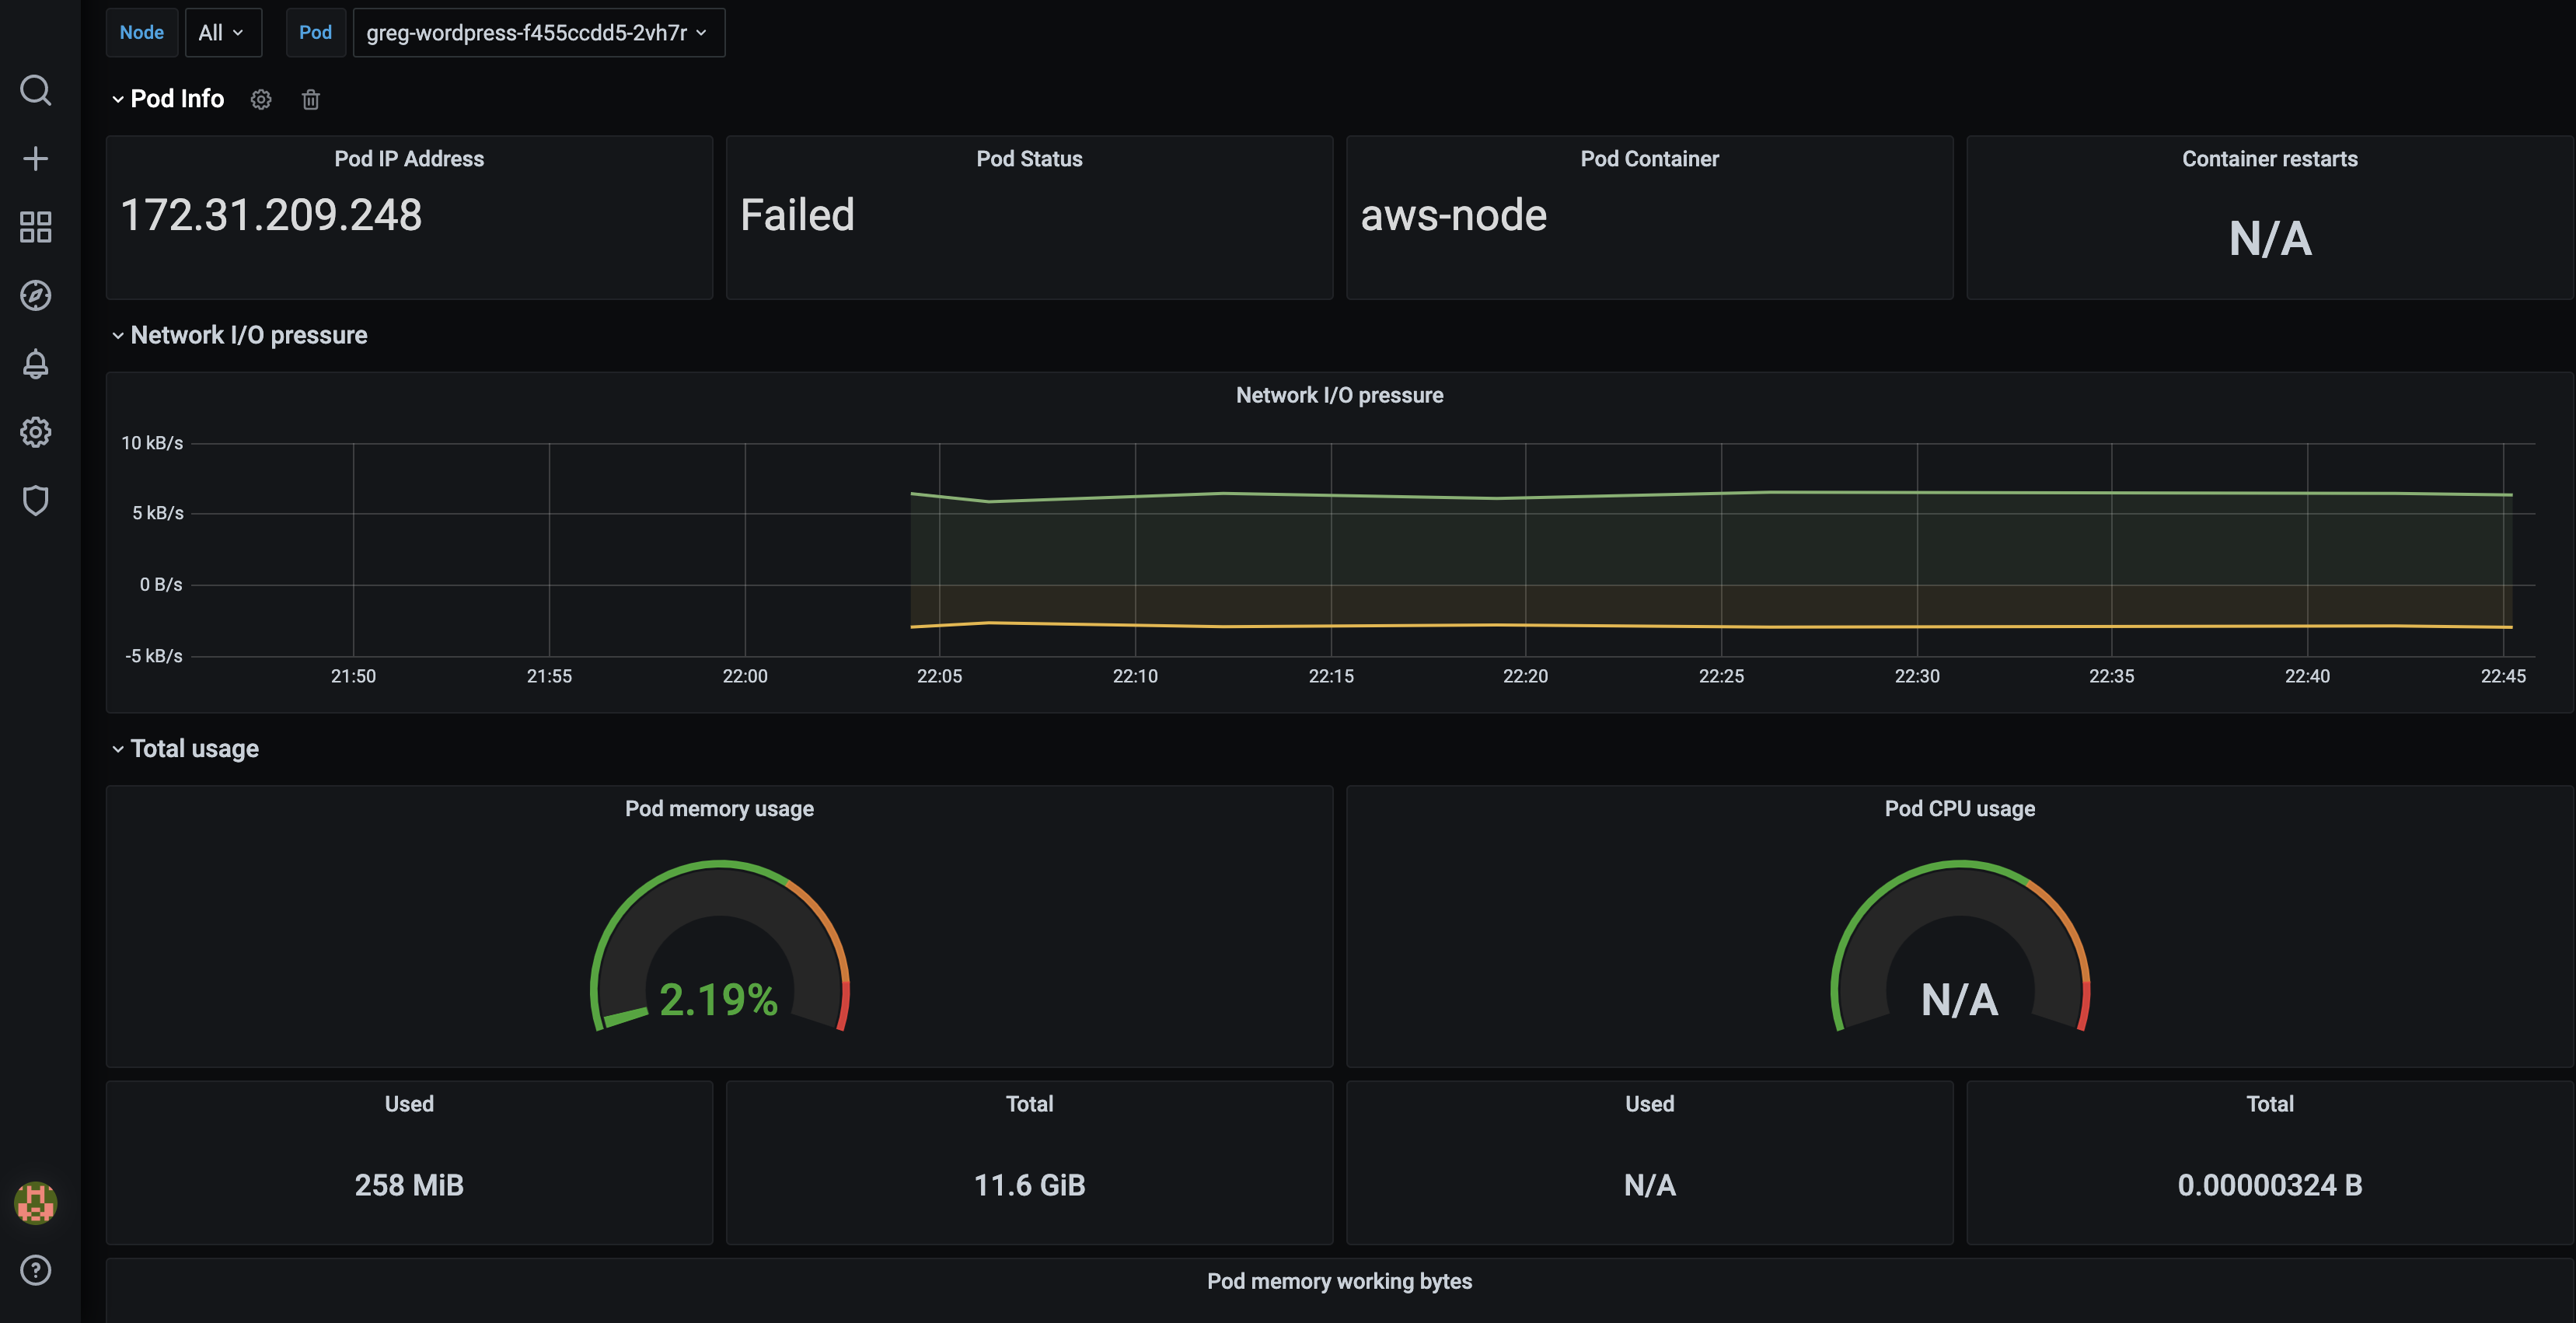 Node All Pod greg-wordpress-f455ccdd5-2vh7r
Pod Info
Pod IP Address
172.31.209.248
Pod Status
Failed
Pod Container
aws-node
Container restarts
N/A
Network I/O pressure
Network I/O pressure
10 kB/s
5 kB/s
0 B/s
-5 kB/s
21:50 21:55 22:00 22:05 22:10 22:15 22:20 22:25 22:30 22:35 22:40 22:45
Total usage
Pod memory usage
2.19%
Pod CPU usage
N/A
Used
258 MiB
Total
11.6 GiB
Used
N/A
Total
0.00000324 B
Pod memory working bytes